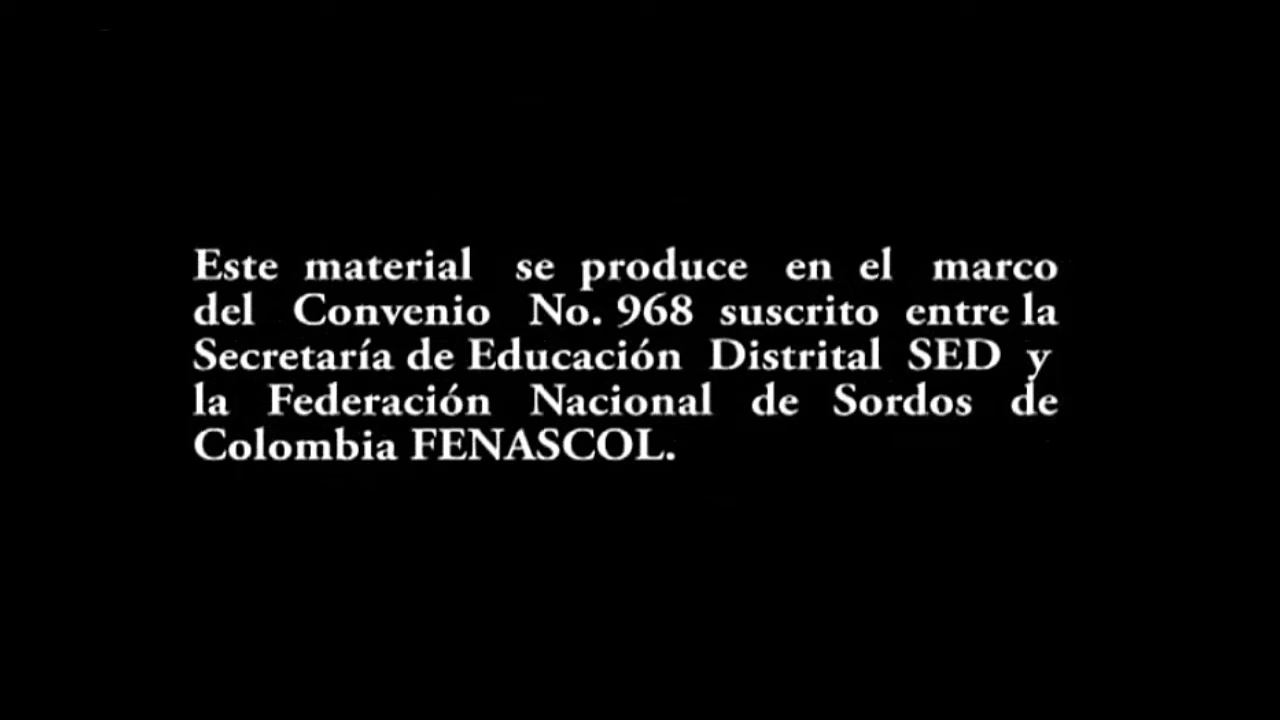 Este material se produce en el marco
del Convenio No. 968 suscrito entre la
Secretaría de Educación Distrital SED y
la Federación Nacional de Sordos de
Colombia FENASCOL.